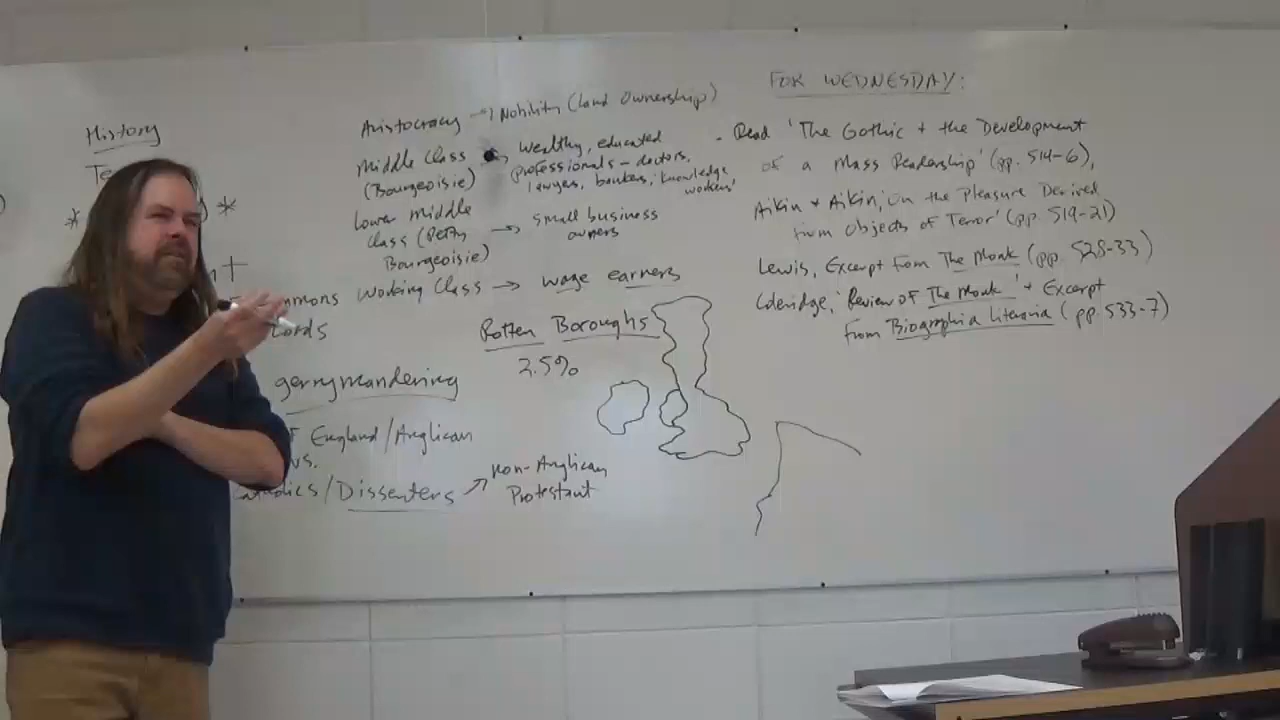 History
Te
* *
mmons
Lords
Aristocracy → Nobility (Land Ownership)
Middle Class → wealthy, educated
(Bourgeoisie) professionals - doctors,
lawyers, bankers, 'knowledge
workers'
Lower Middle → small business
Class (Petty owners
Bourgeoisie)
Working Class → wage earners
Rotten Boroughs
2.5%
gerrymandering
England/Anglican
vs.
/Dissenters → non-Anglican
Protestant
FOR WEDNESDAY:
- Read 'The Gothic + the Development
of a Mass Readership' (pp. 514-6),
Aikin + Aikin, 'On the Pleasure Derived
from Objects of Terror' (pp. 519-21)
Lewis, Excerpt from The Monk (pp. 528-33)
Coleridge, 'Review of The Monk' + Excerpt
from Biographia Literaria (pp. 533-7)